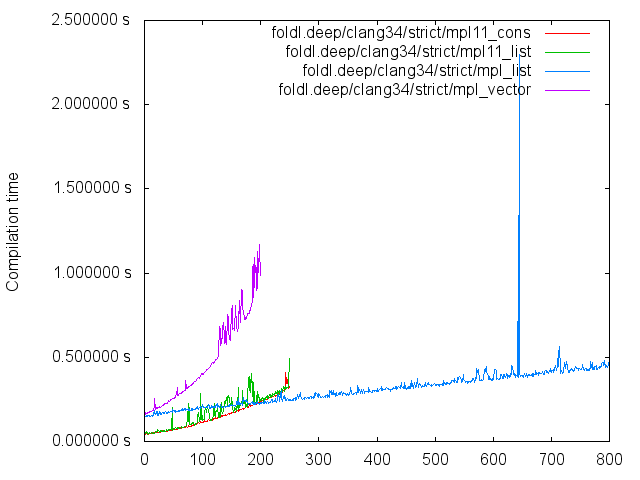 foldl.deep/clang34/strict/mpl11_cons
foldl.deep/clang34/strict/mpl11_list
foldl.deep/clang34/strict/mpl_list
foldl.deep/clang34/strict/mpl_vector
2.500000 s
2.000000 s
1.500000 s
1.000000 s
0.500000 s
0.000000 s
Compilation time
0 100 200 300 400 500 600 700 800